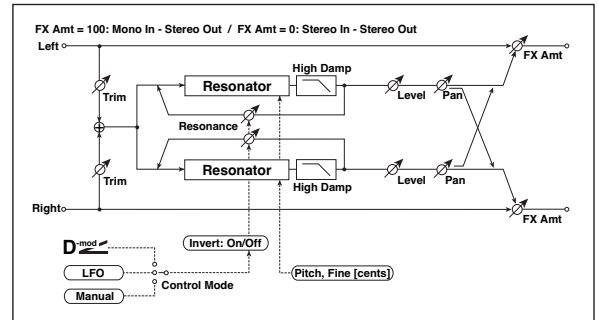 FX Amt = 100: Mono In - Stereo Out / FX Amt = 0: Stereo In - Stereo Out
Left
FX Amt
High Damp
Resonator
Trim
Level
Pan
Resonance
Resonator
Trim
High Damp
Level
Pan
Right
FX Amt
D-mod
Invert: On/Off
LFO
Pitch, Fine [cents]
Control Mode
Manual